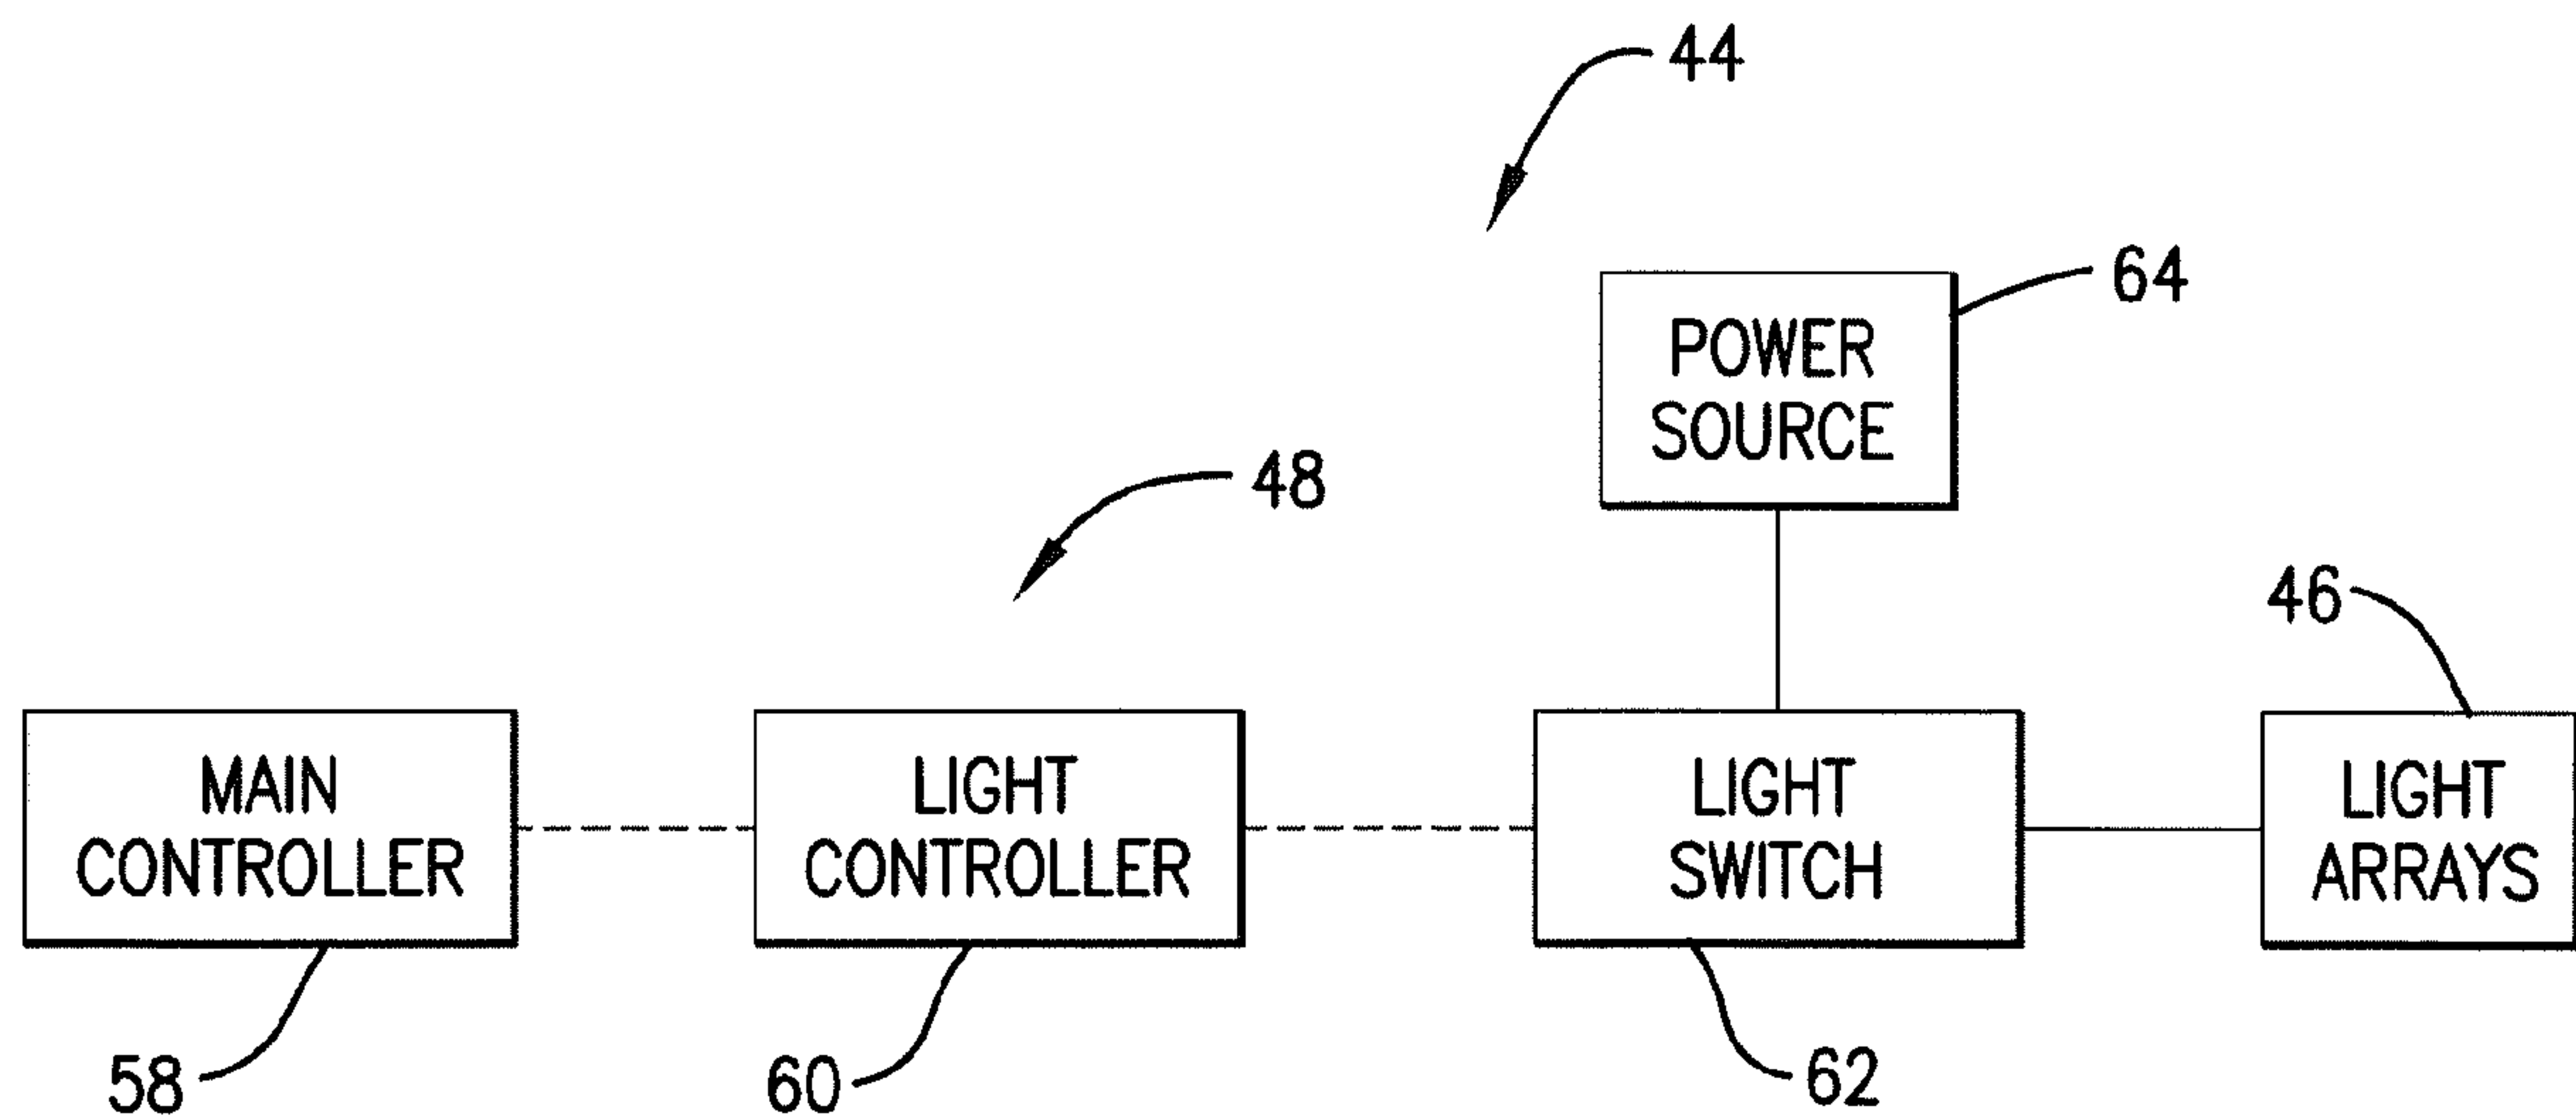 44
POWER
SOURCE
64
48
46
MAIN
CONTROLLER
LIGHT
CONTROLLER
LIGHT
SWITCH
LIGHT
ARRAYS
58
60
62